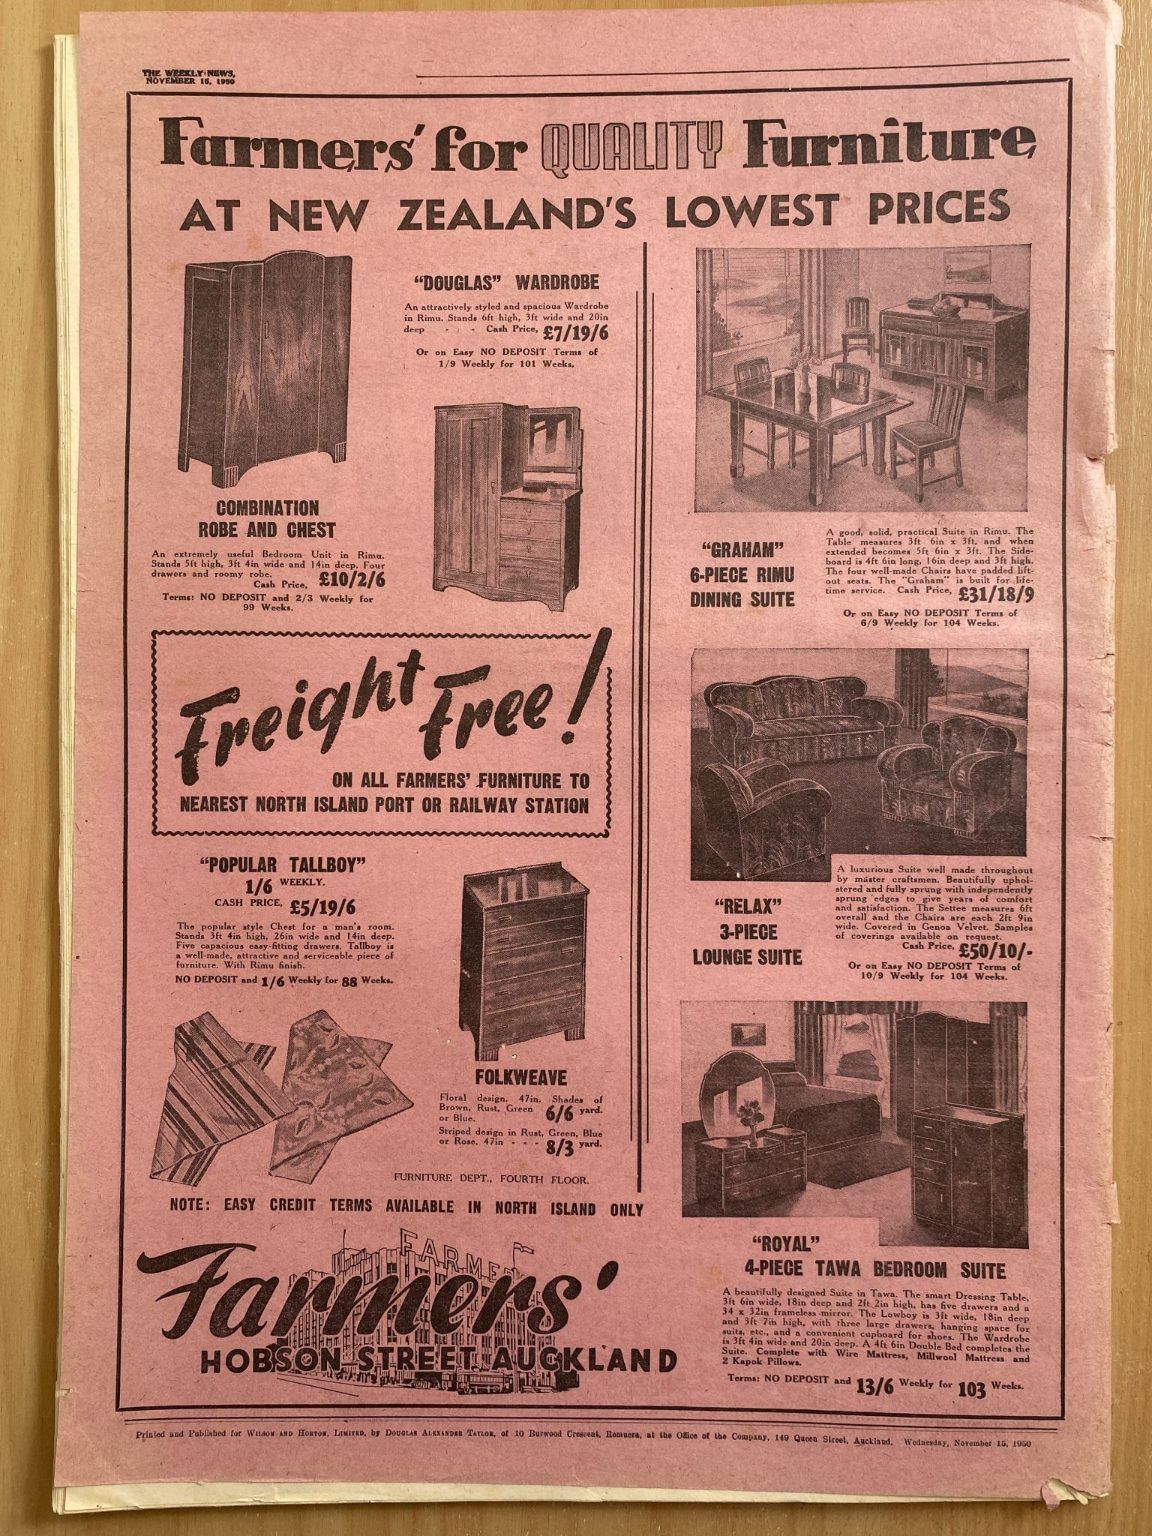 THE WEEKLY NEWS,
NOVEMBER 15, 1950
Farmers' for QUALITY Furniture
AT NEW ZEALAND'S LOWEST PRICES
"DOUGLAS" WARDROBE
An attractively styled and spacious Wardrobe
in Rimu. Stands 6ft high, 3ft wide and 20in
deep - - - Cash Price, £7/19/6
Or on Easy NO DEPOSIT Terms of
1/9 Weekly for 101 Weeks.
COMBINATION
ROBE AND CHEST
An extremely useful Bedroom Unit in Rimu.
Stands 5ft high, 3ft 4in wide and 14in deep. Four
drawers and roomy robe.
Cash Price, £10/2/6
Terms: NO DEPOSIT and 2/3 Weekly for
99 Weeks.
Freight Free!
ON ALL FARMERS' FURNITURE TO
NEAREST NORTH ISLAND PORT OR RAILWAY STATION
"POPULAR TALLBOY"
1/6 WEEKLY.
CASH PRICE, £5/19/6
The popular style Chest for a man's room.
Stands 3ft 4in high, 26in wide and 14in deep.
Five capacious easy-fitting drawers. Tallboy is
a well-made, attractive and serviceable piece of
furniture. With Rimu finish.
NO DEPOSIT and 1/6 Weekly for 88 Weeks.
FOLKWEAVE
Floral design. 47in. Shades of
Brown, Rust, Green 6/6 yard.
or Blue.
Striped design in Rust, Green, Blue
or Rose. 47in - - - 8/3 yard.
FURNITURE DEPT., FOURTH FLOOR.
NOTE: EASY CREDIT TERMS AVAILABLE IN NORTH ISLAND ONLY
FARMERS
Farmers'
HOBSON STREET AUCKLAND
"GRAHAM"
6-PIECE RIMU
DINING SUITE
A good, solid, practical Suite in Rimu. The
Table measures 3ft 6in x 3ft, and when
extended becomes 5ft 6in x 3ft. The Side-
board is 4ft 6in long, 16in deep and 3ft high.
The four well-made Chairs have padded lift-
out seats. The "Graham" is built for life-
time service. Cash Price, £31/18/9
Or on Easy NO DEPOSIT Terms of
6/9 Weekly for 104 Weeks.
"RELAX"
3-PIECE
LOUNGE SUITE
A luxurious Suite well made throughout
by master craftsmen. Beautifully uphol-
stered and fully sprung with independently
sprung edges to give years of comfort
and satisfaction. The Settee measures 6ft
overall and the Chairs are each 2ft 9in
wide. Covered in Genoa Velvet. Samples
of coverings available on request.
Cash Price, £50/10/-
Or on Easy NO DEPOSIT Terms of
10/9 Weekly for 104 Weeks.
"ROYAL"
4-PIECE TAWA BEDROOM SUITE
A beautifully designed Suite in Tawa. The smart Dressing Table,
3ft 6in wide, 18in deep and 2ft 2in high, has five drawers and a
34 x 32in frameless mirror. The Lowboy is 3ft wide, 18in deep
and 3ft 7in high, with three large drawers, hanging space for
suits, etc., and a convenient cupboard for shoes. The Wardrobe
is 3ft 4in wide and 20in deep. A 4ft 6in Double Bed completes the
Suite. Complete with Wire Mattress, Millwool Mattress and
2 Kapok Pillows.
Terms: NO DEPOSIT and 13/6 Weekly for 103 Weeks.
Printed and Published for WILSON AND HORTON, LIMITED, by DOUGLAS ALEXANDER TAYLOR, of 10 Burwood Crescent, Remuera, at the Office of the Company, 149 Queen Street, Auckland. Wednesday, November 15, 1950